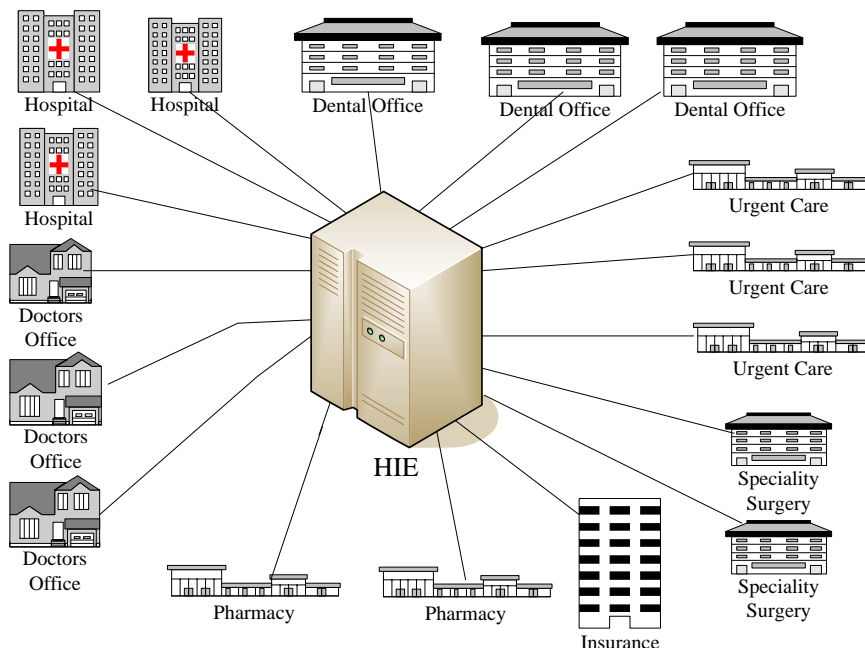 Hospital
Hospital
Dental Office
Dental Office
Dental Office
Hospital
Urgent Care
Urgent Care
Urgent Care
Doctors
Office
Doctors
Office
Doctors
Office
HIE
Speciality
Surgery
Speciality
Surgery
Pharmacy
Pharmacy
Insurance